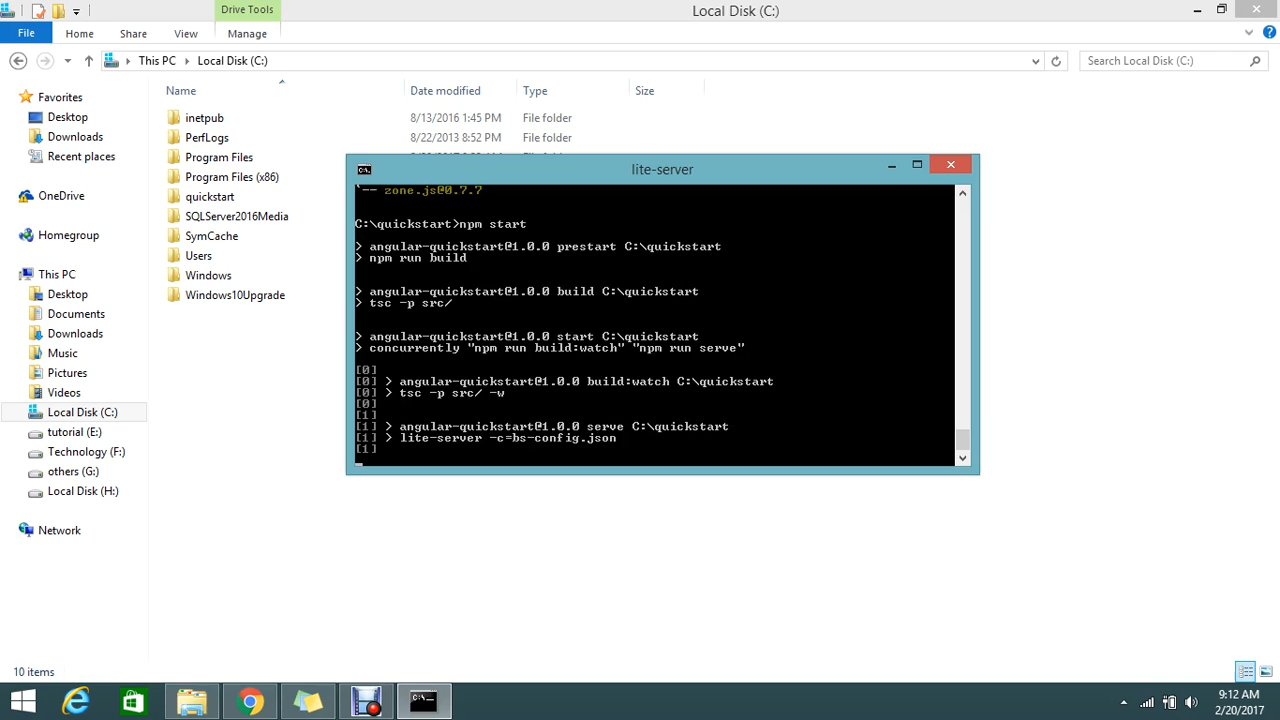 Drive Tools
Local Disk (C:)
File
Home
Share
View
Manage
This PC
Local Disk (C:)
Search Local Disk (C:)
Name
Date modified
Type
Size
Favorites
Desktop
Downloads
Recent places
OneDrive
Homegroup
This PC
Desktop
Documents
Downloads
Music
Pictures
Videos
Local Disk (C:)
tutorial (E:)
Technology (F:)
others (G:)
Local Disk (H:)
Network
inetpub
8/13/2016 1:45 PM
File folder
PerfLogs
8/22/2013 8:52 PM
File folder
Program Files
Program Files (x86)
quickstart
SQLServer2016Media
SymCache
Users
Windows
Windows10Upgrade
lite-server
`-- zone.js@0.7.7
C:\quickstart>npm start
> angular-quickstart@1.0.0 prestart C:\quickstart
> npm run build
> angular-quickstart@1.0.0 build C:\quickstart
> tsc -p src/
> angular-quickstart@1.0.0 start C:\quickstart
> concurrently "npm run build:watch" "npm run serve"
[0]
[0] > angular-quickstart@1.0.0 build:watch C:\quickstart
[0] > tsc -p src/ -w
[0]
[1]
[1] > angular-quickstart@1.0.0 serve C:\quickstart
[1] > lite-server -c=bs-config.json
[1]
10 items
9:12 AM
2/20/2017